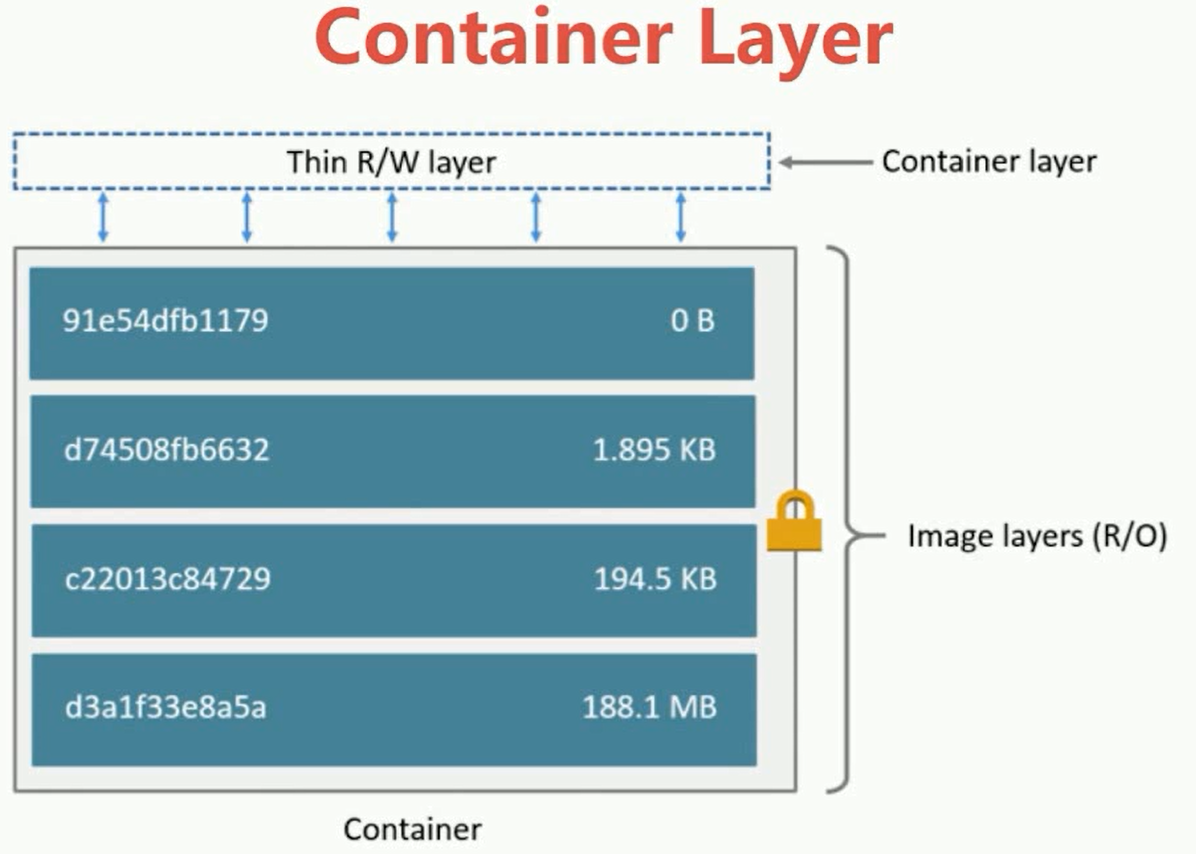 Container Layer
Thin R/W layer
Container layer
91e54dfb1179 0 B
d74508fb6632 1.895 KB
c22013c84729 194.5 KB
Image layers (R/O)
d3a1f33e8a5a 188.1 MB
Container